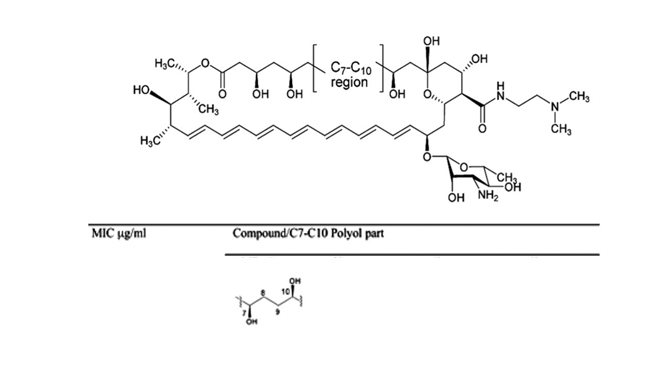 OH
H₃C
O
C₇-C₁₀
region
OH
HO
O
OH
OH
OH
O
H
N
CH₃
N
CH₃
O
CH₃
H₃C
O
O
CH₃
OH
OH
NH₂
MIC µg/ml Compound/C7-C10 Polyol part
OH
8 10
7 9
OH